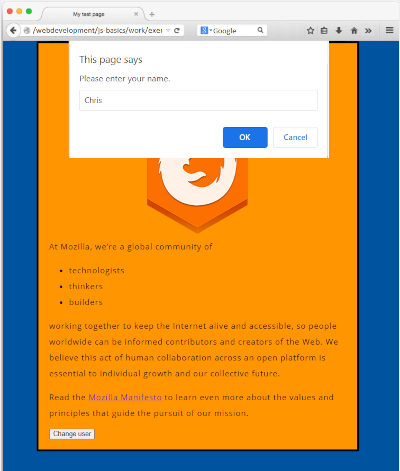 My test page
/webdevelopment/js-basics/work/exer
Google
This page says
Please enter your name.
Chris
OK
Cancel
At Mozilla, we're a global community of
technologists
thinkers
builders
working together to keep the Internet alive and accessible, so people
worldwide can be informed contributors and creators of the Web. We
believe this act of human collaboration across an open platform is
essential to individual growth and our collective future.
Read the Mozilla Manifesto to learn even more about the values and
principles that guide the pursuit of our mission.
Change user